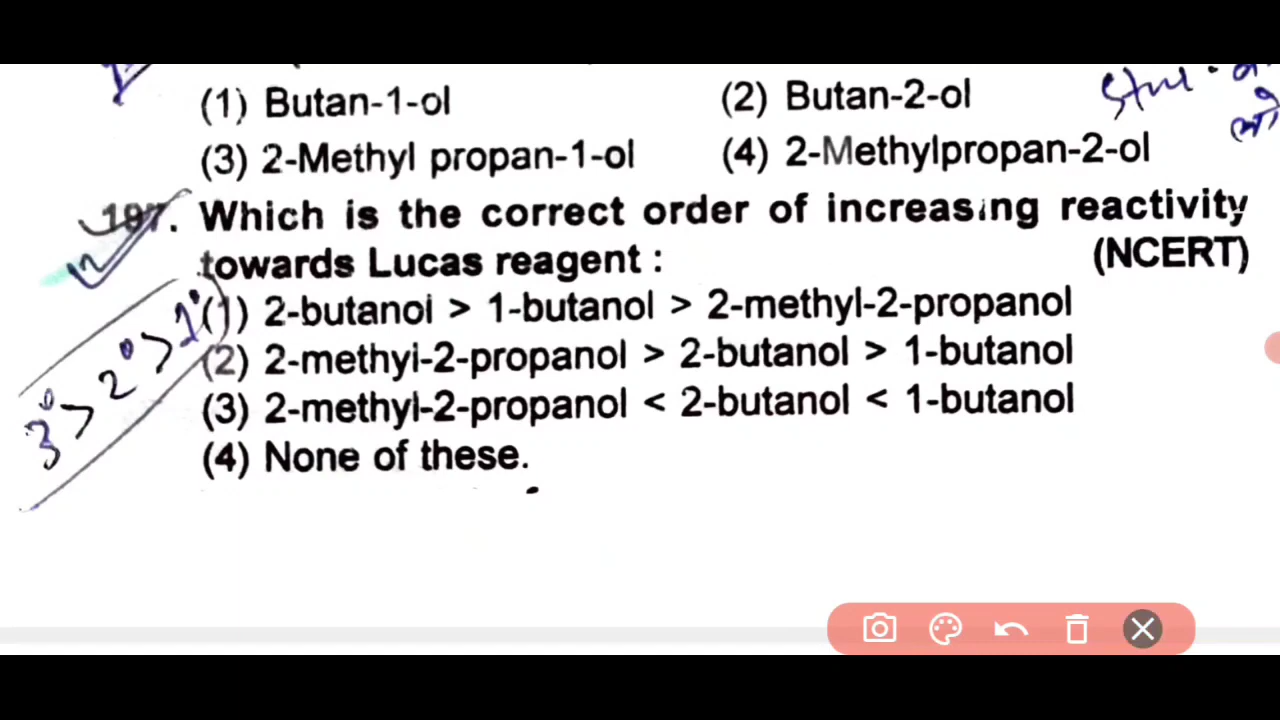 (1) Butan-1-ol (2) Butan-2-ol
(3) 2-Methyl propan-1-ol (4) 2-Methylpropan-2-ol
197. Which is the correct order of increasing reactivity
towards Lucas reagent : (NCERT)
(1) 2-butanol > 1-butanol > 2-methyl-2-propanol
(2) 2-methyl-2-propanol > 2-butanol > 1-butanol
(3) 2-methyl-2-propanol < 2-butanol < 1-butanol
(4) None of these.
3° > 2° > 1°